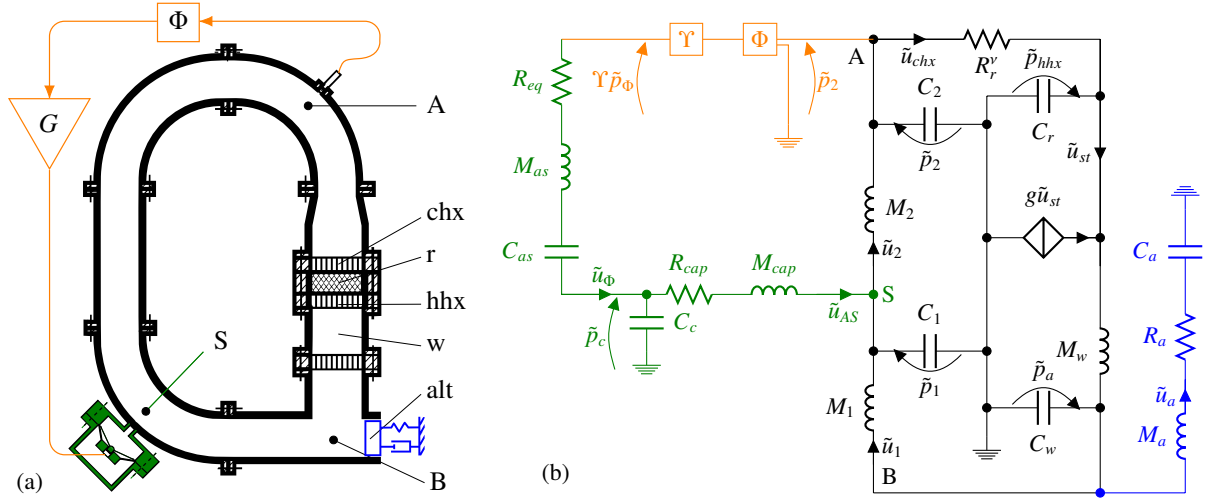 Φ
G
A
chx
r
hhx
w
S
alt
B
(a)
Υ
Φ
A
ũ_chx
R_r^ν
p̃_hhx
R_eq
Υp̃_Φ
p̃_2
C_2
C_r
p̃_2
ũ_st
M_as
M_2
gũ_st
C_as
ũ_2
C_a
ũ_Φ
R_cap
M_cap
S
p̃_c
C_c
ũ_AS
C_1
M_w
R_a
p̃_1
p̃_a
M_1
ũ_a
ũ_1
C_w
M_a
(b)
B